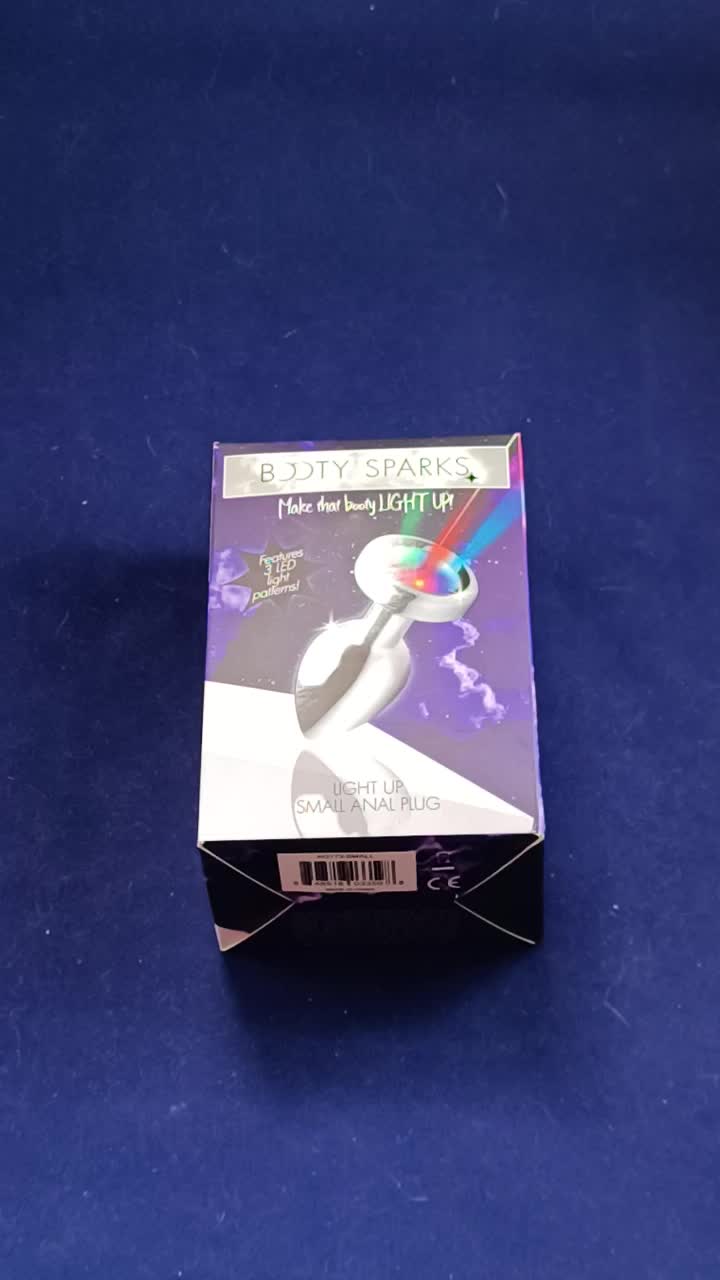 BOOTY SPARKS
Make that booty LIGHT UP!
Features
3 LED
light
patterns!
LIGHT UP
SMALL ANAL PLUG
CE